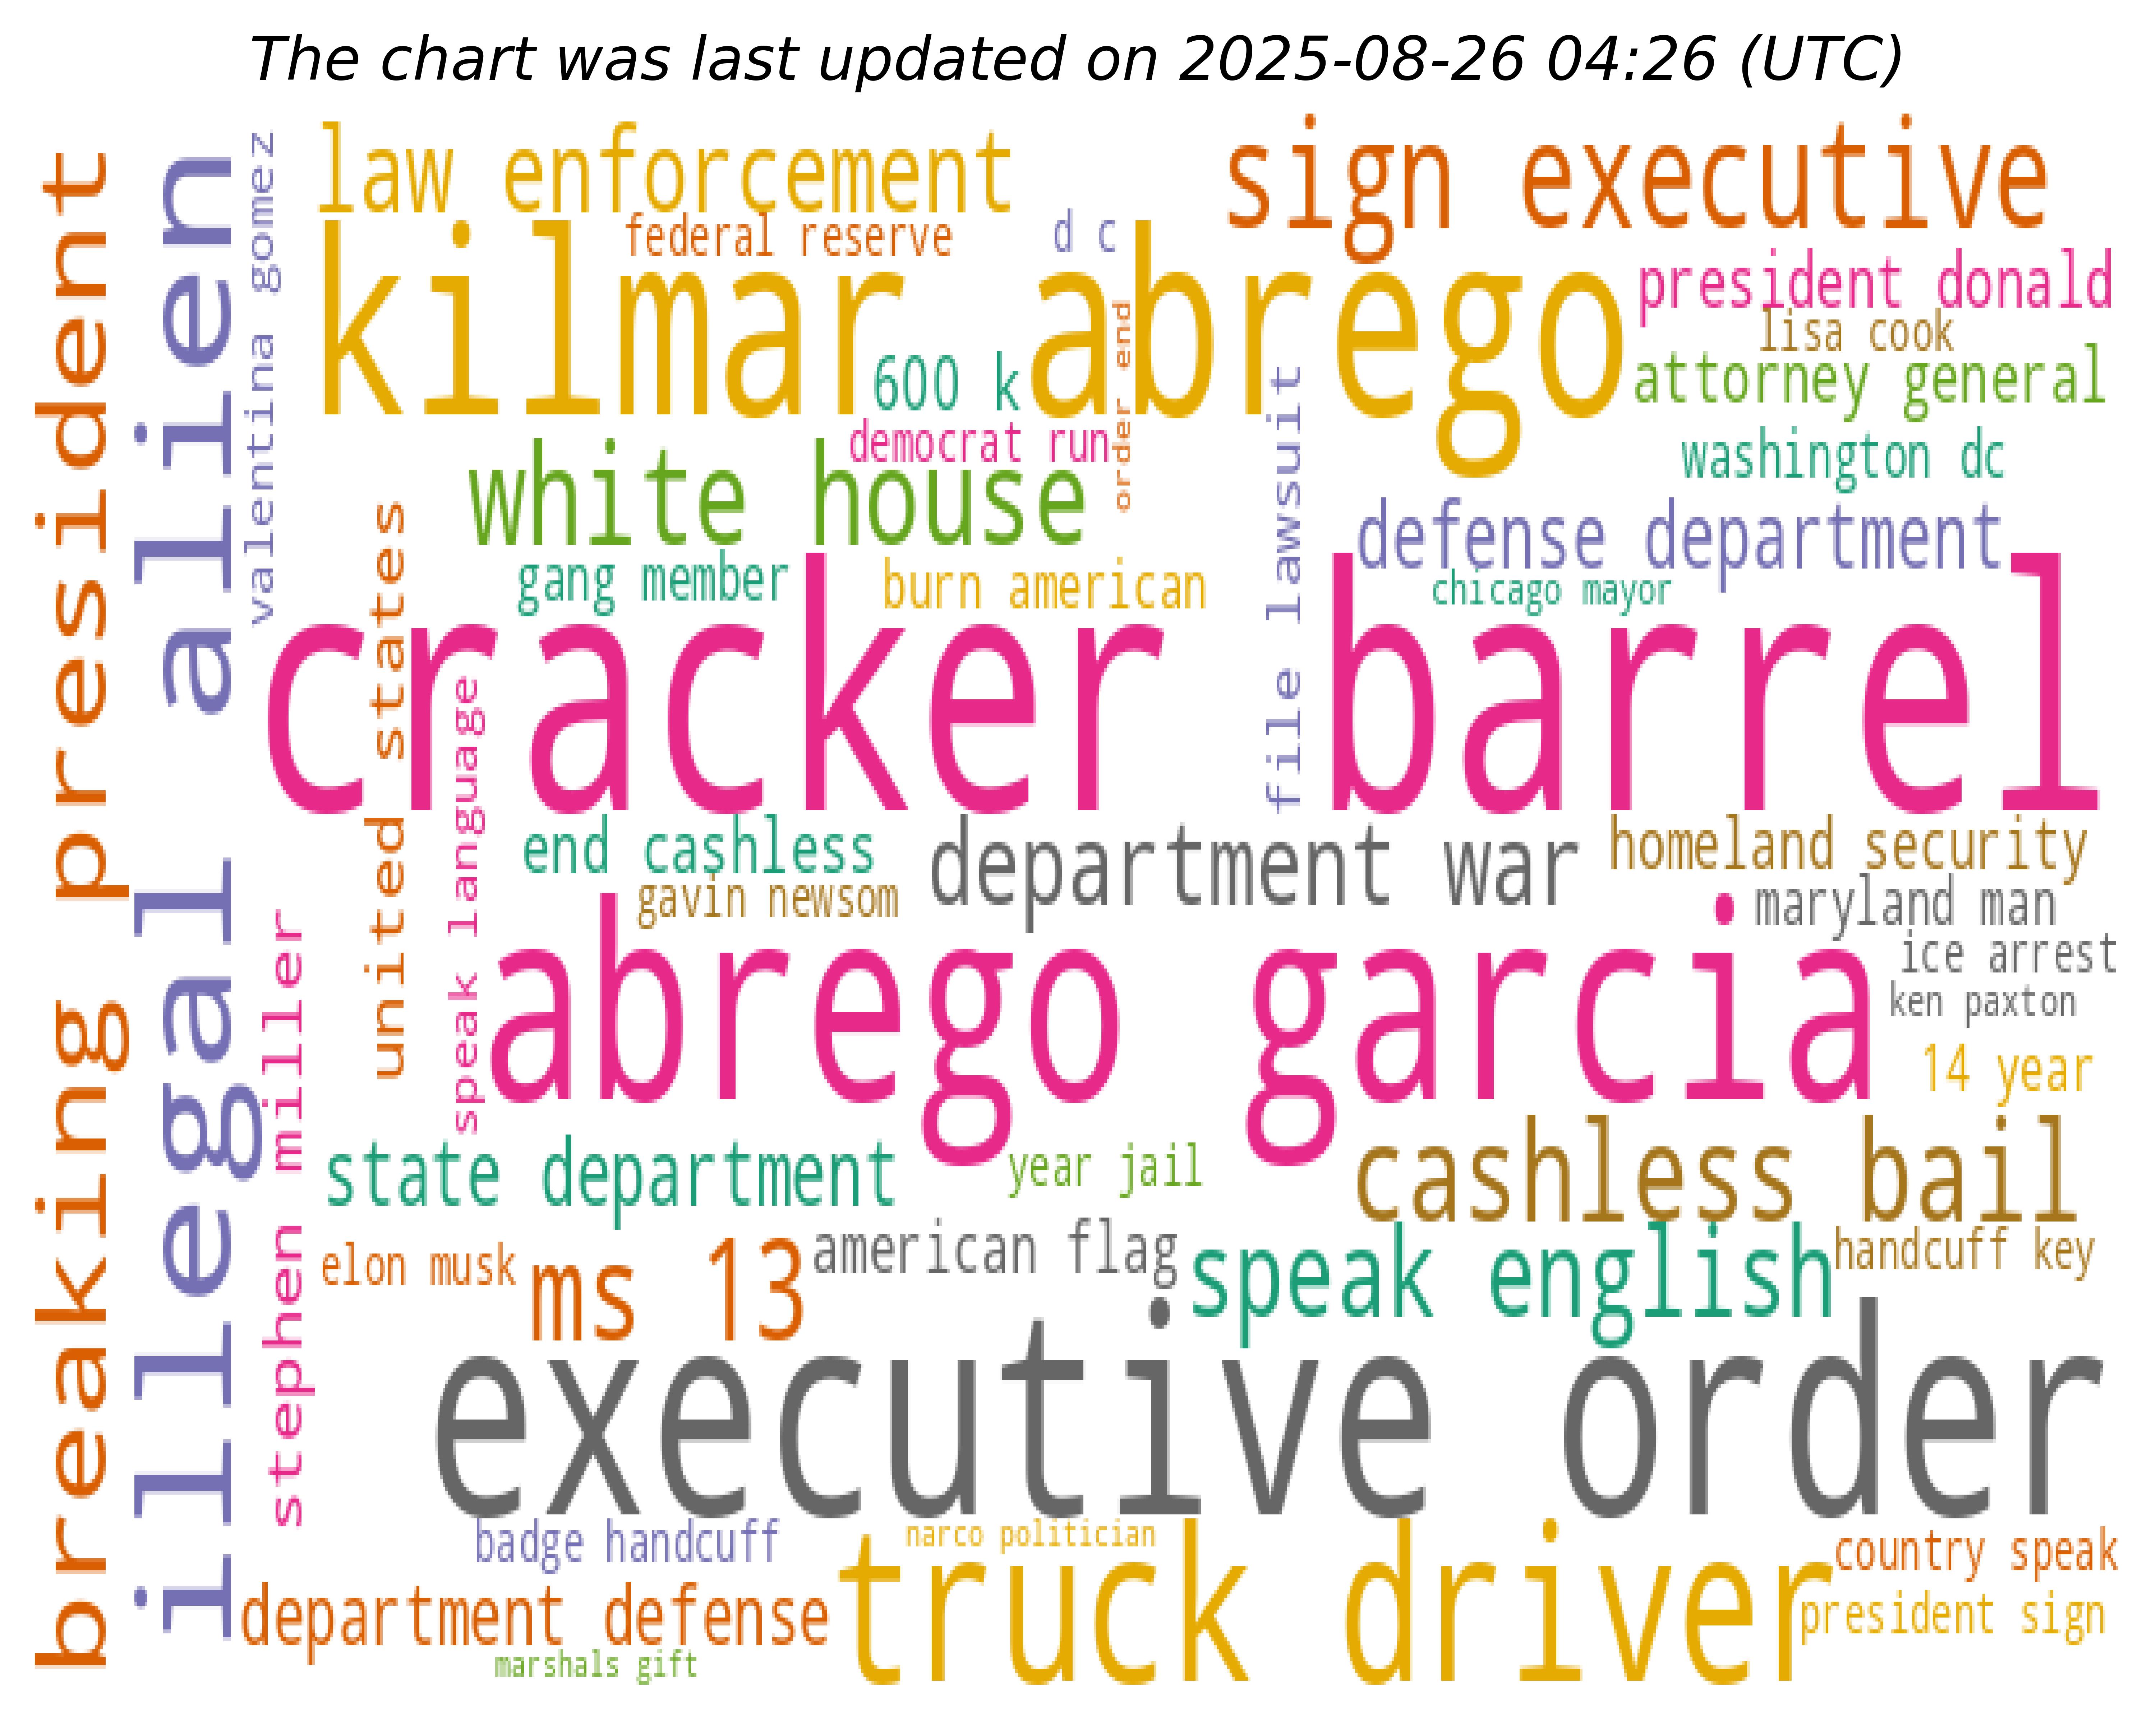 The chart was last updated on 2025-08-26 04:26 (UTC)
breaking president
illegal alien
valentina gomez
law enforcement
sign executive
federal reserve
d c
kilmar abrego
president donald
lisa cook
600 k
order end
attorney general
democrat run
washington dc
white house
file lawsuit
defense department
united states
gang member
burn american
chicago mayor
cracker barrel
speak language
end cashless
department war
homeland security
gavin newsom
maryland man
stephen miller
abrego garcia
ice arrest
ken paxton
14 year
state department
year jail
cashless bail
elon musk
ms 13
american flag
speak english
handcuff key
executive order
badge handcuff
narco politician
truck driver
country speak
department defense
president sign
marshals gift